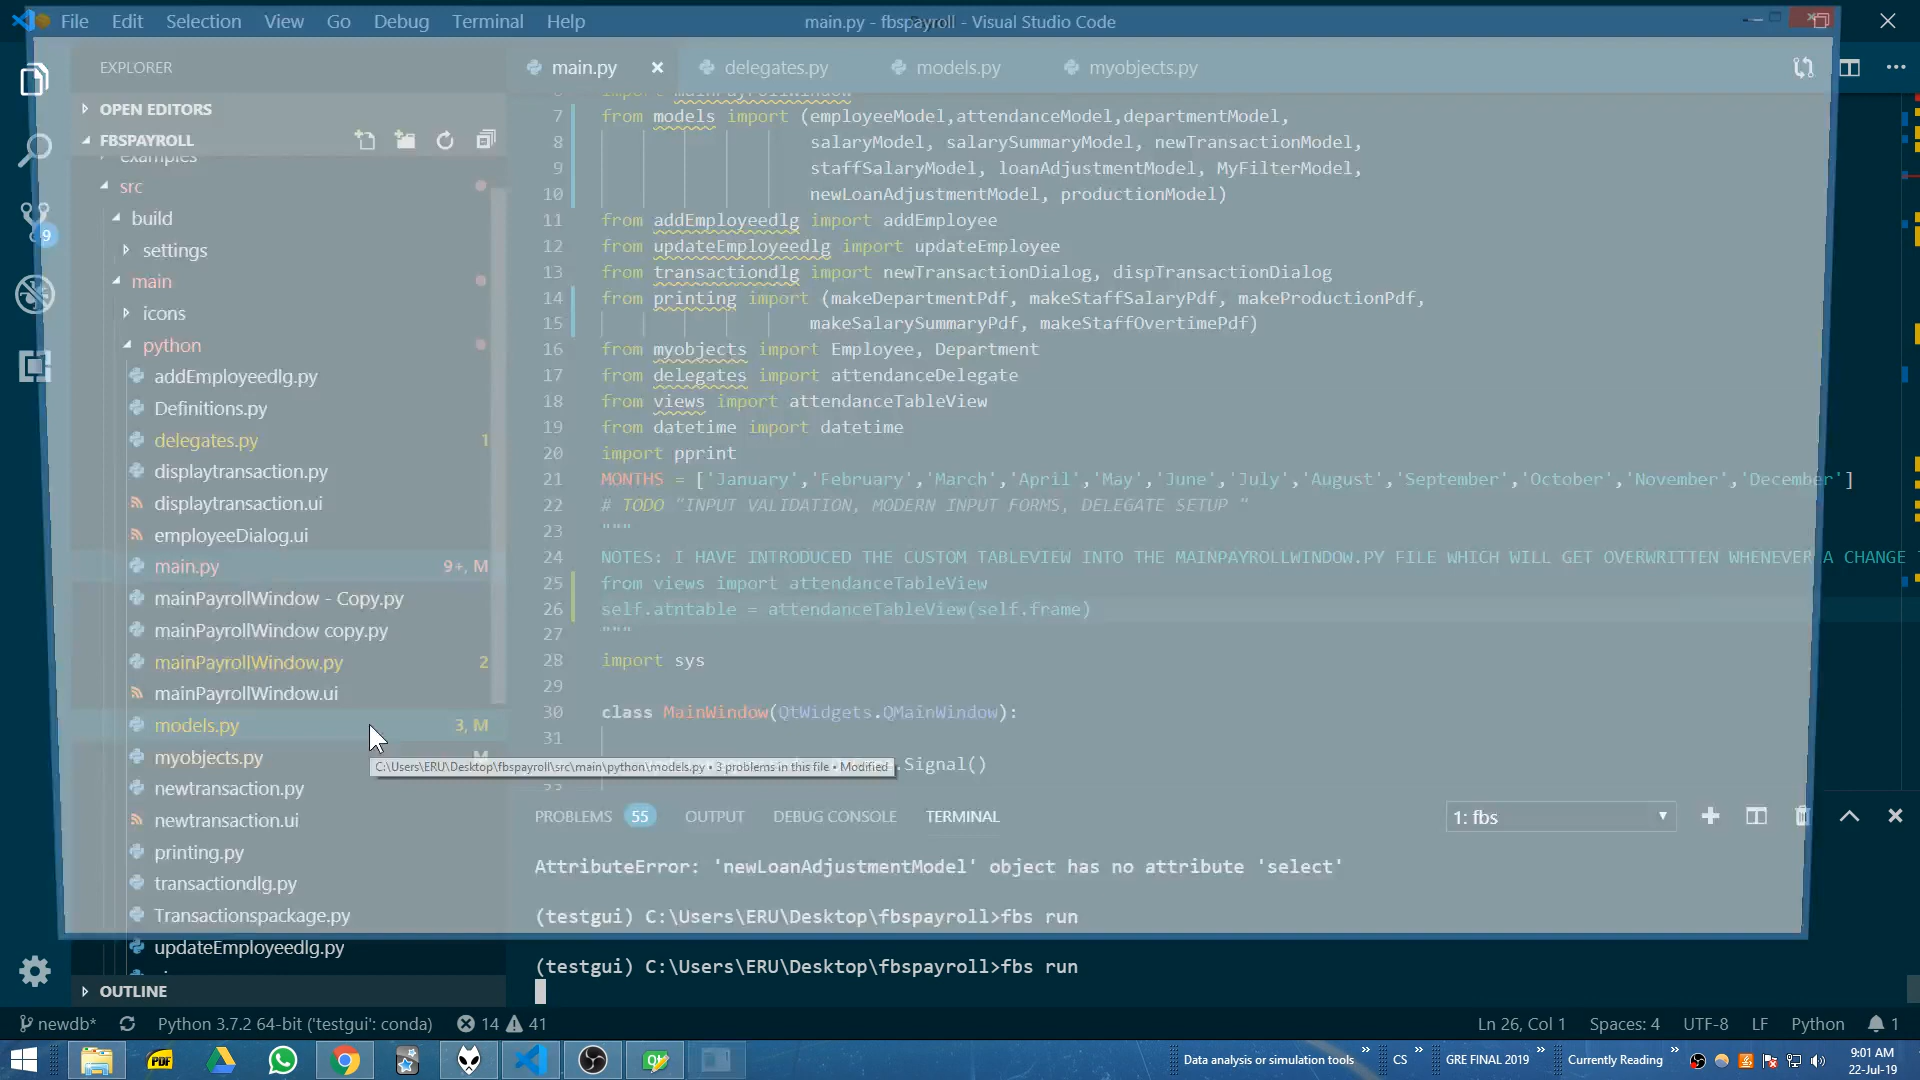 File Edit Selection View Go Debug Terminal Help
main.py - fbspayroll - Visual Studio Code
EXPLORER
OPEN EDITORS
FBSPAYROLL
examples
src
build
settings
main
icons
python
addEmployeedlg.py
Definitions.py
delegates.py 1
displaytransaction.py
displaytransaction.ui
employeeDialog.ui
main.py 9+, M
mainPayrollWindow - Copy.py
mainPayrollWindow copy.py
mainPayrollWindow.py 2
mainPayrollWindow.ui
models.py 3, M
myobjects.py M
newtransaction.py
newtransaction.ui
printing.py
transactiondlg.py
Transactionspackage.py
updateEmployeedlg.py
OUTLINE
9
main.py delegates.py models.py myobjects.py
import mainPayrollWindow
7 from models import (employeeModel,attendanceModel,departmentModel,
8 salaryModel, salarySummaryModel, newTransactionModel,
9 staffSalaryModel, loanAdjustmentModel, MyFilterModel,
10 newLoanAdjustmentModel, productionModel)
11 from addEmployeedlg import addEmployee
12 from updateEmployeedlg import updateEmployee
13 from transactiondlg import newTransactionDialog, dispTransactionDialog
14 from printing import (makeDepartmentPdf, makeStaffSalaryPdf, makeProductionPdf,
15 makeSalarySummaryPdf, makeStaffOvertimePdf)
16 from myobjects import Employee, Department
17 from delegates import attendanceDelegate
18 from views import attendanceTableView
19 from datetime import datetime
20 import pprint
21 MONTHS = ['January','February','March','April','May','June','July','August','September','October','November','December']
22 # TODO “INPUT VALIDATION, MODERN INPUT FORMS, DELEGATE SETUP ”
23 """
24 NOTES: I HAVE INTRODUCED THE CUSTOM TABLEVIEW INTO THE MAINPAYROLLWINDOW.PY FILE WHICH WILL GET OVERWRITTEN WHENEVER A CHANGE
25 from views import attendanceTableView
26 self.atntable = attendanceTableView(self.frame)
27 """
28 import sys
29
30 class MainWindow(QtWidgets.QMainWindow):
31
.Signal()
C:\Users\ERU\Desktop\fbspayroll\src\main\python\models.py • 3 problems in this file • Modified
PROBLEMS 55 OUTPUT DEBUG CONSOLE TERMINAL 1: fbs
AttributeError: 'newLoanAdjustmentModel' object has no attribute 'select'
(testgui) C:\Users\ERU\Desktop\fbspayroll>fbs run
(testgui) C:\Users\ERU\Desktop\fbspayroll>fbs run
newdb* Python 3.7.2 64-bit ('testgui': conda) 14 41 Ln 26, Col 1 Spaces: 4 UTF-8 LF Python 1
PDF
Data analysis or simulation tools » CS » GRE FINAL 2019 » Currently Reading »
9:01 AM
22-Jul-19